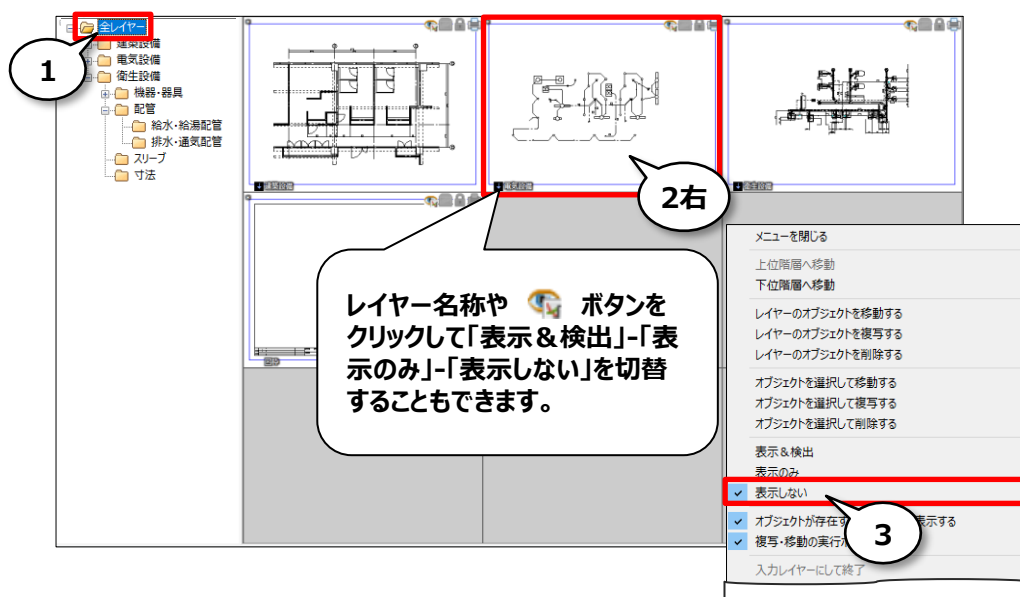 全レイヤー
建築設備
電気設備
衛生設備
機器・器具
配管
給水・給湯配管
排水・通気配管
スリーブ
寸法
1
建築設備
電気設備
衛生設備
2右
レイヤー名称や ボタンを
クリックして「表示＆検出」-「表
示のみ」-「表示しない」を切替
することもできます。
メニューを閉じる
上位階層へ移動
下位階層へ移動
レイヤーのオブジェクトを移動する
レイヤーのオブジェクトを複写する
レイヤーのオブジェクトを削除する
オブジェクトを選択して移動する
オブジェクトを選択して複写する
オブジェクトを選択して削除する
表示＆検出
表示のみ
表示しない
オブジェクトが存在す 表示する
複写・移動の実行
3
入力レイヤーにして終了